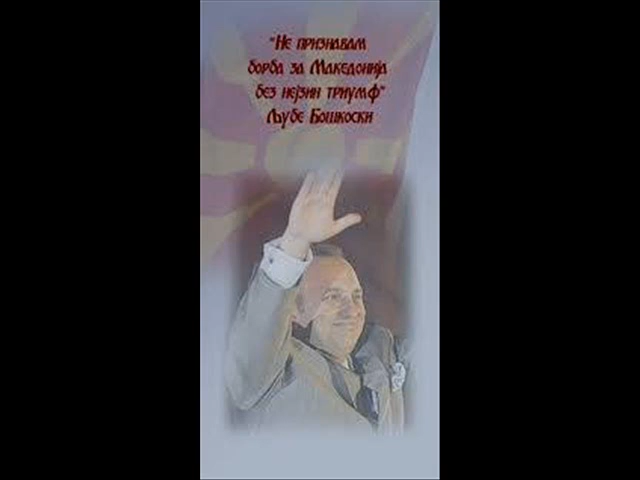 "Не признавам
борба за Македонија
без нејзин триумф"
Љубе Бошкоски